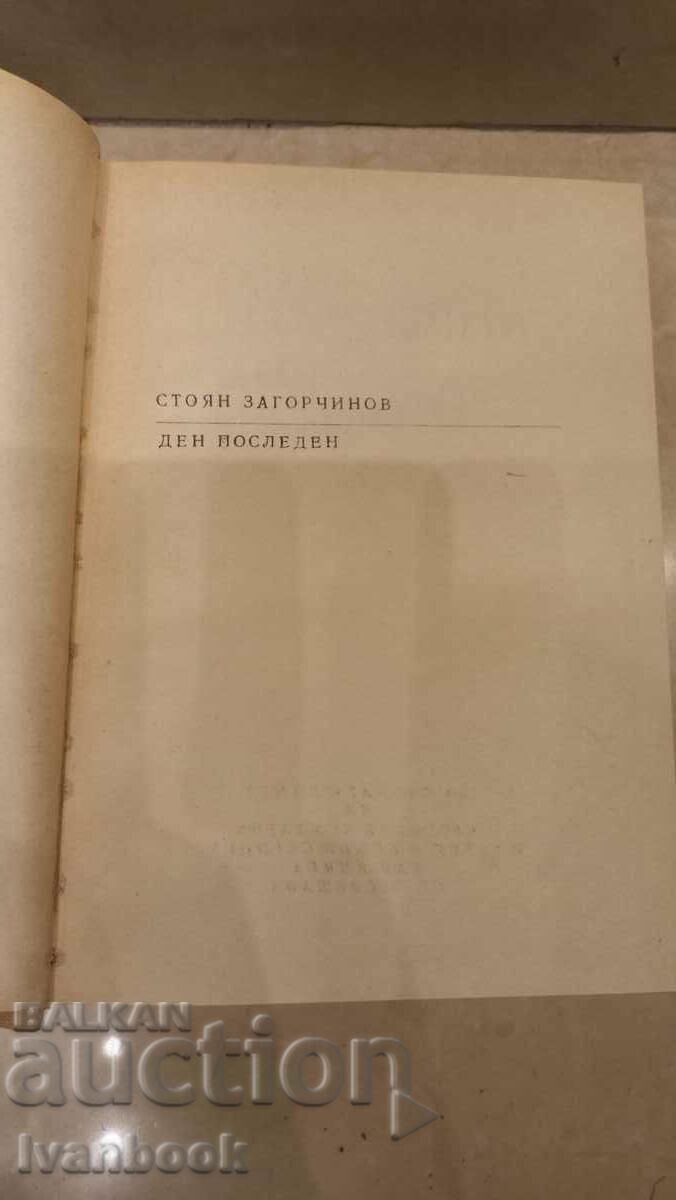 СТОЯН ЗАГОРЧИНОВ
ДЕН ПОСЛЕДЕН
BALKAN
auction
Ivanbook